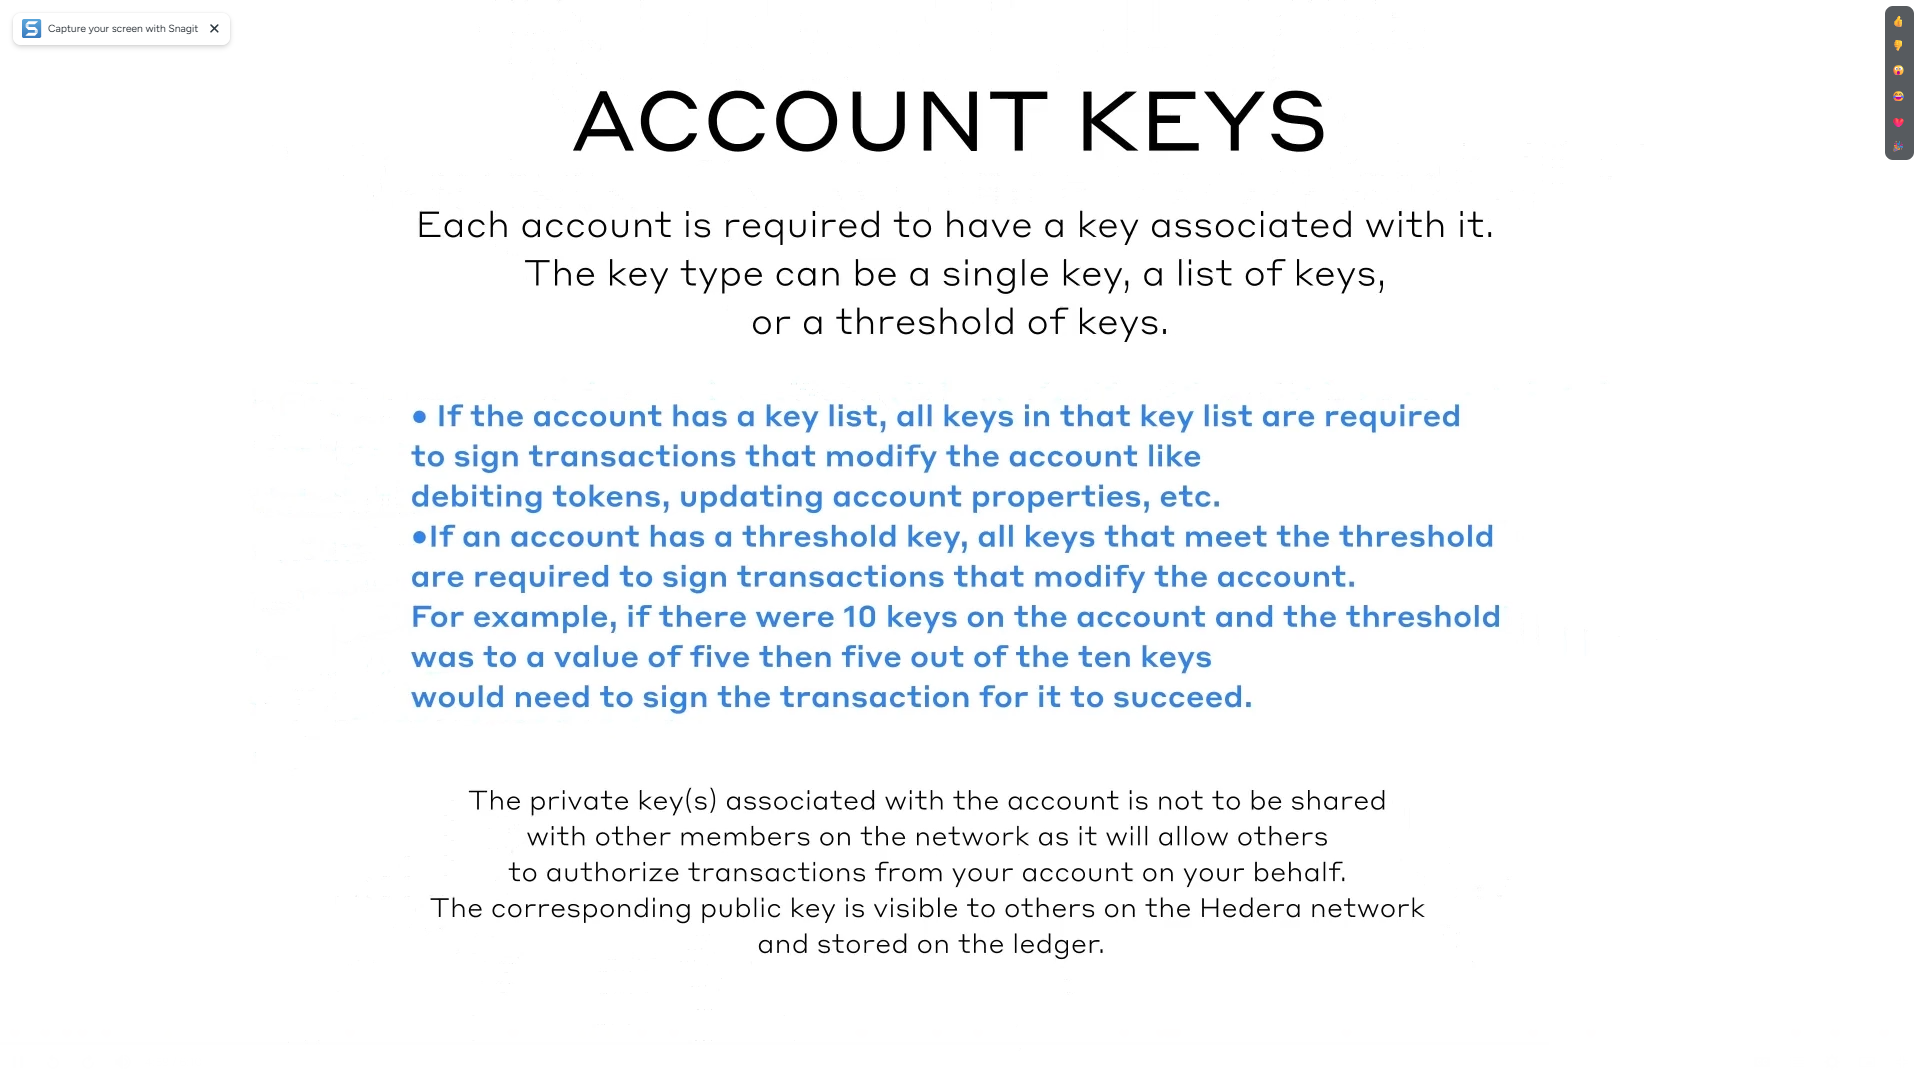 Capture your screen with Snagit
ACCOUNT KEYS
Each account is required to have a key associated with it.
The key type can be a single key, a list of keys,
or a threshold of keys.
• If the account has a key list, all keys in that key list are required
to sign transactions that modify the account like
debiting tokens, updating account properties, etc.
•If an account has a threshold key, all keys that meet the threshold
are required to sign transactions that modify the account.
For example, if there were 10 keys on the account and the threshold
was to a value of five then five out of the ten keys
would need to sign the transaction for it to succeed.
The private key(s) associated with the account is not to be shared
with other members on the network as it will allow others
to authorize transactions from your account on your behalf.
The corresponding public key is visible to others on the Hedera network
and stored on the ledger.